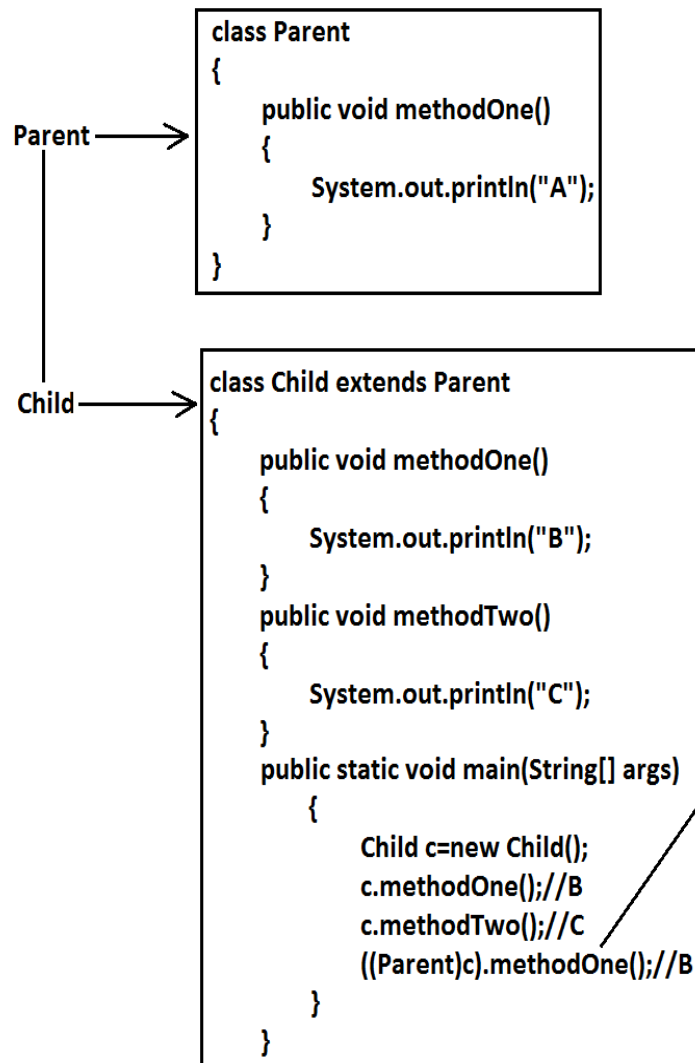 class Parent
{
public void methodOne()
Parent
{
System.out.println("A");
}
}
Child
class Child extends Parent
{
public void methodOne()
{
System.out.println("B");
}
public void methodTwo()
{
System.out.println("C");
}
public static void main(String[] args)
{
Child c=new Child();
c.methodOne();//B
c.methodTwo();//C
((Parent)c).methodOne();//B
}
}